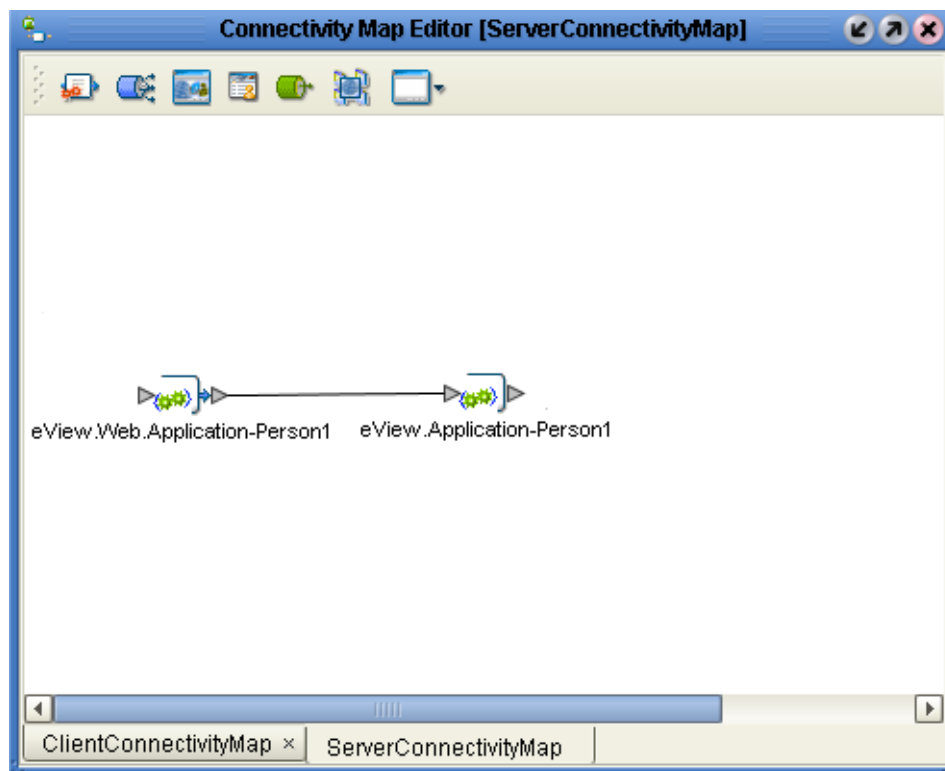 Connectivity Map Editor [ServerConnectivityMap]
eView.Web.Application-Person1
eView.Application-Person1
ClientConnectivityMap ×
ServerConnectivityMap